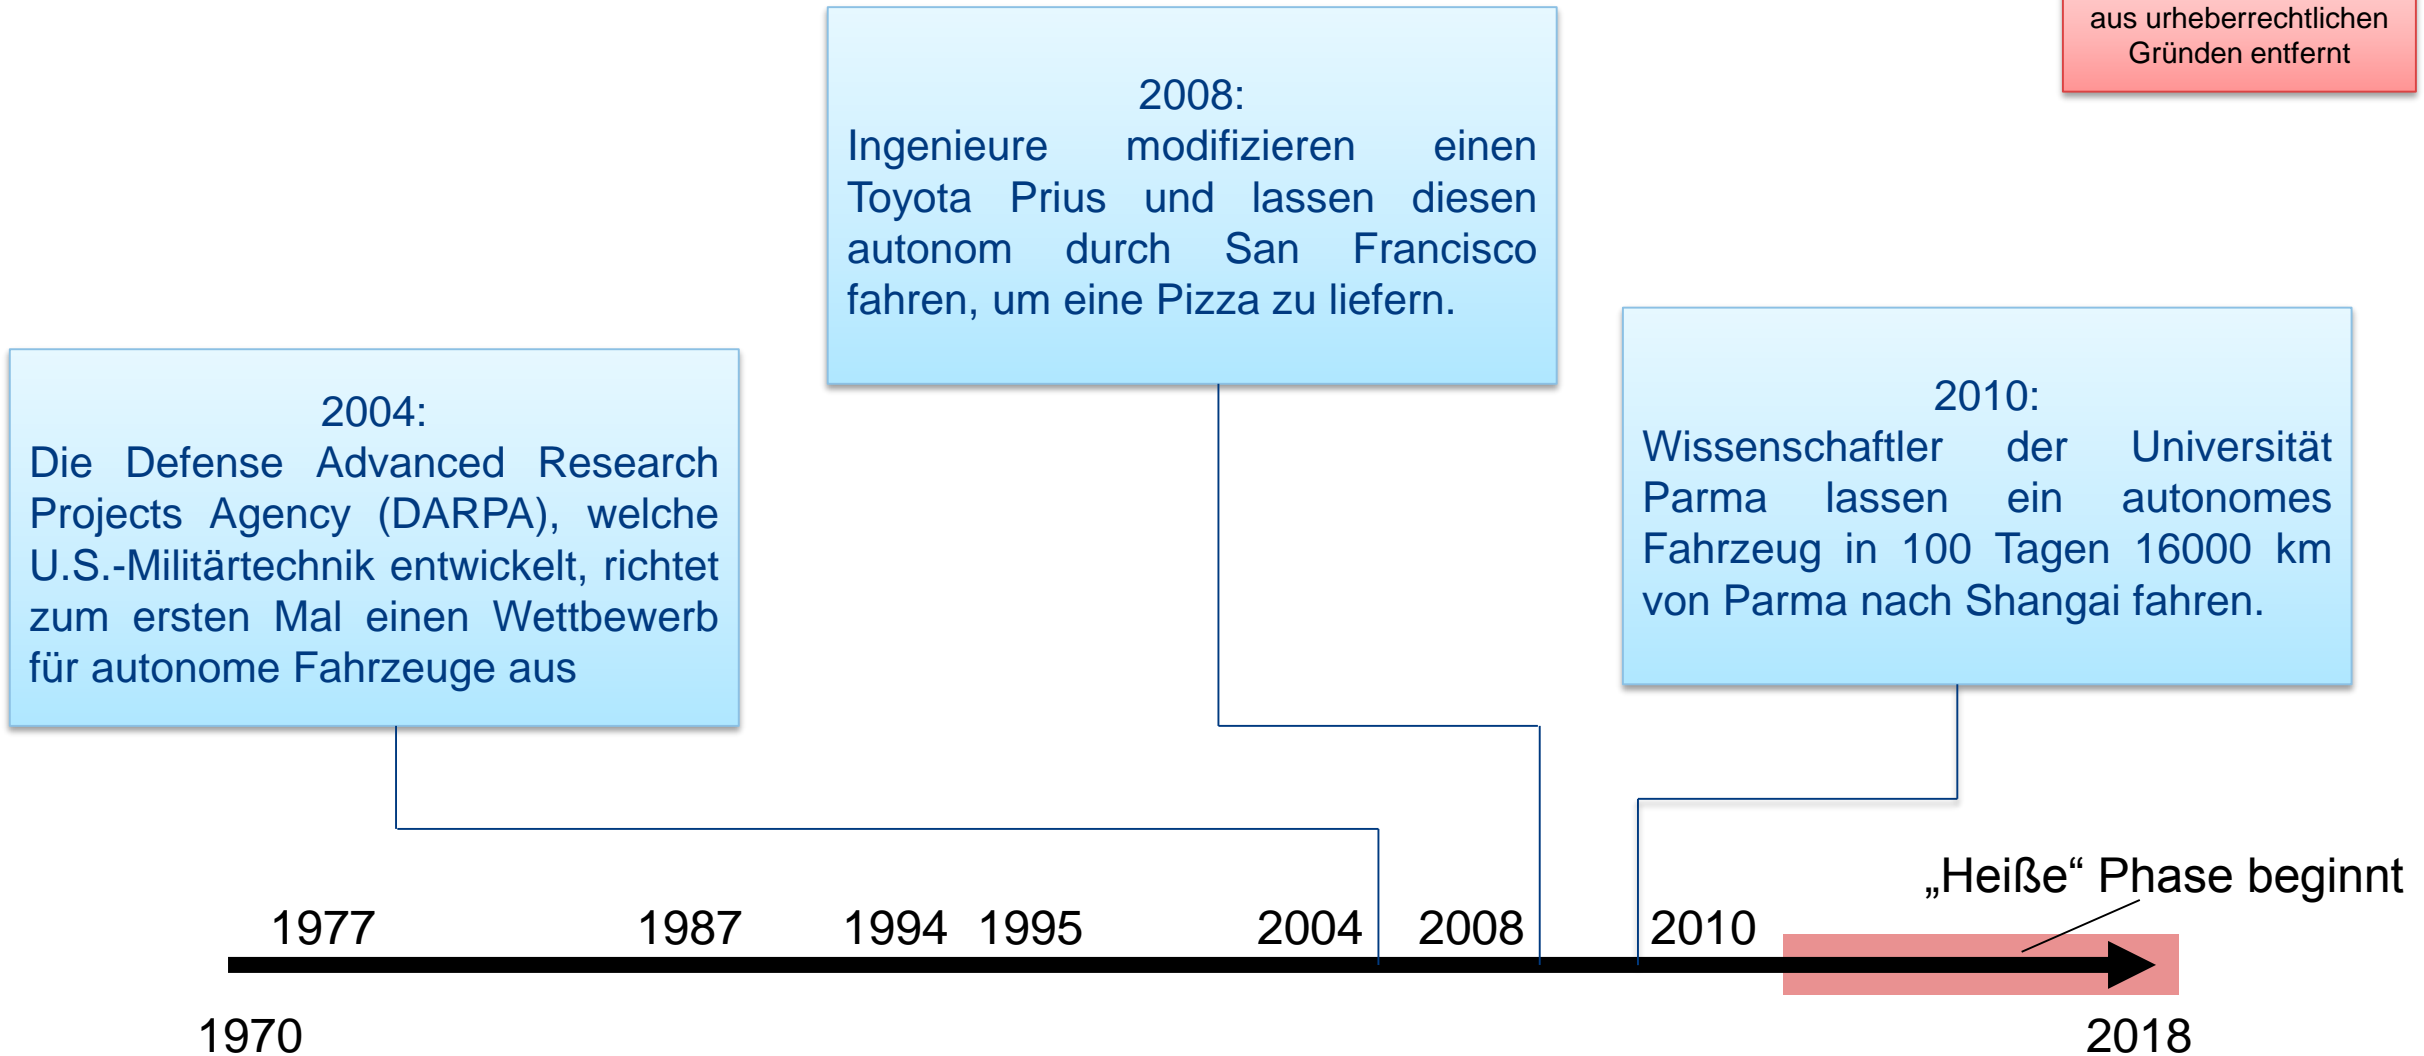 aus urheberrechtlichen
Gründen entfernt
2008:
Ingenieure modifizieren einen
Toyota Prius und lassen diesen
autonom durch San Francisco
fahren, um eine Pizza zu liefern.
2004:
Die Defense Advanced Research
Projects Agency (DARPA), welche
U.S.-Militärtechnik entwickelt, richtet
zum ersten Mal einen Wettbewerb
für autonome Fahrzeuge aus
2010:
Wissenschaftler der Universität
Parma lassen ein autonomes
Fahrzeug in 100 Tagen 16000 km
von Parma nach Shangai fahren.
„Heiße“ Phase beginnt
1977 1987 1994 1995 2004 2008 2010
1970 2018